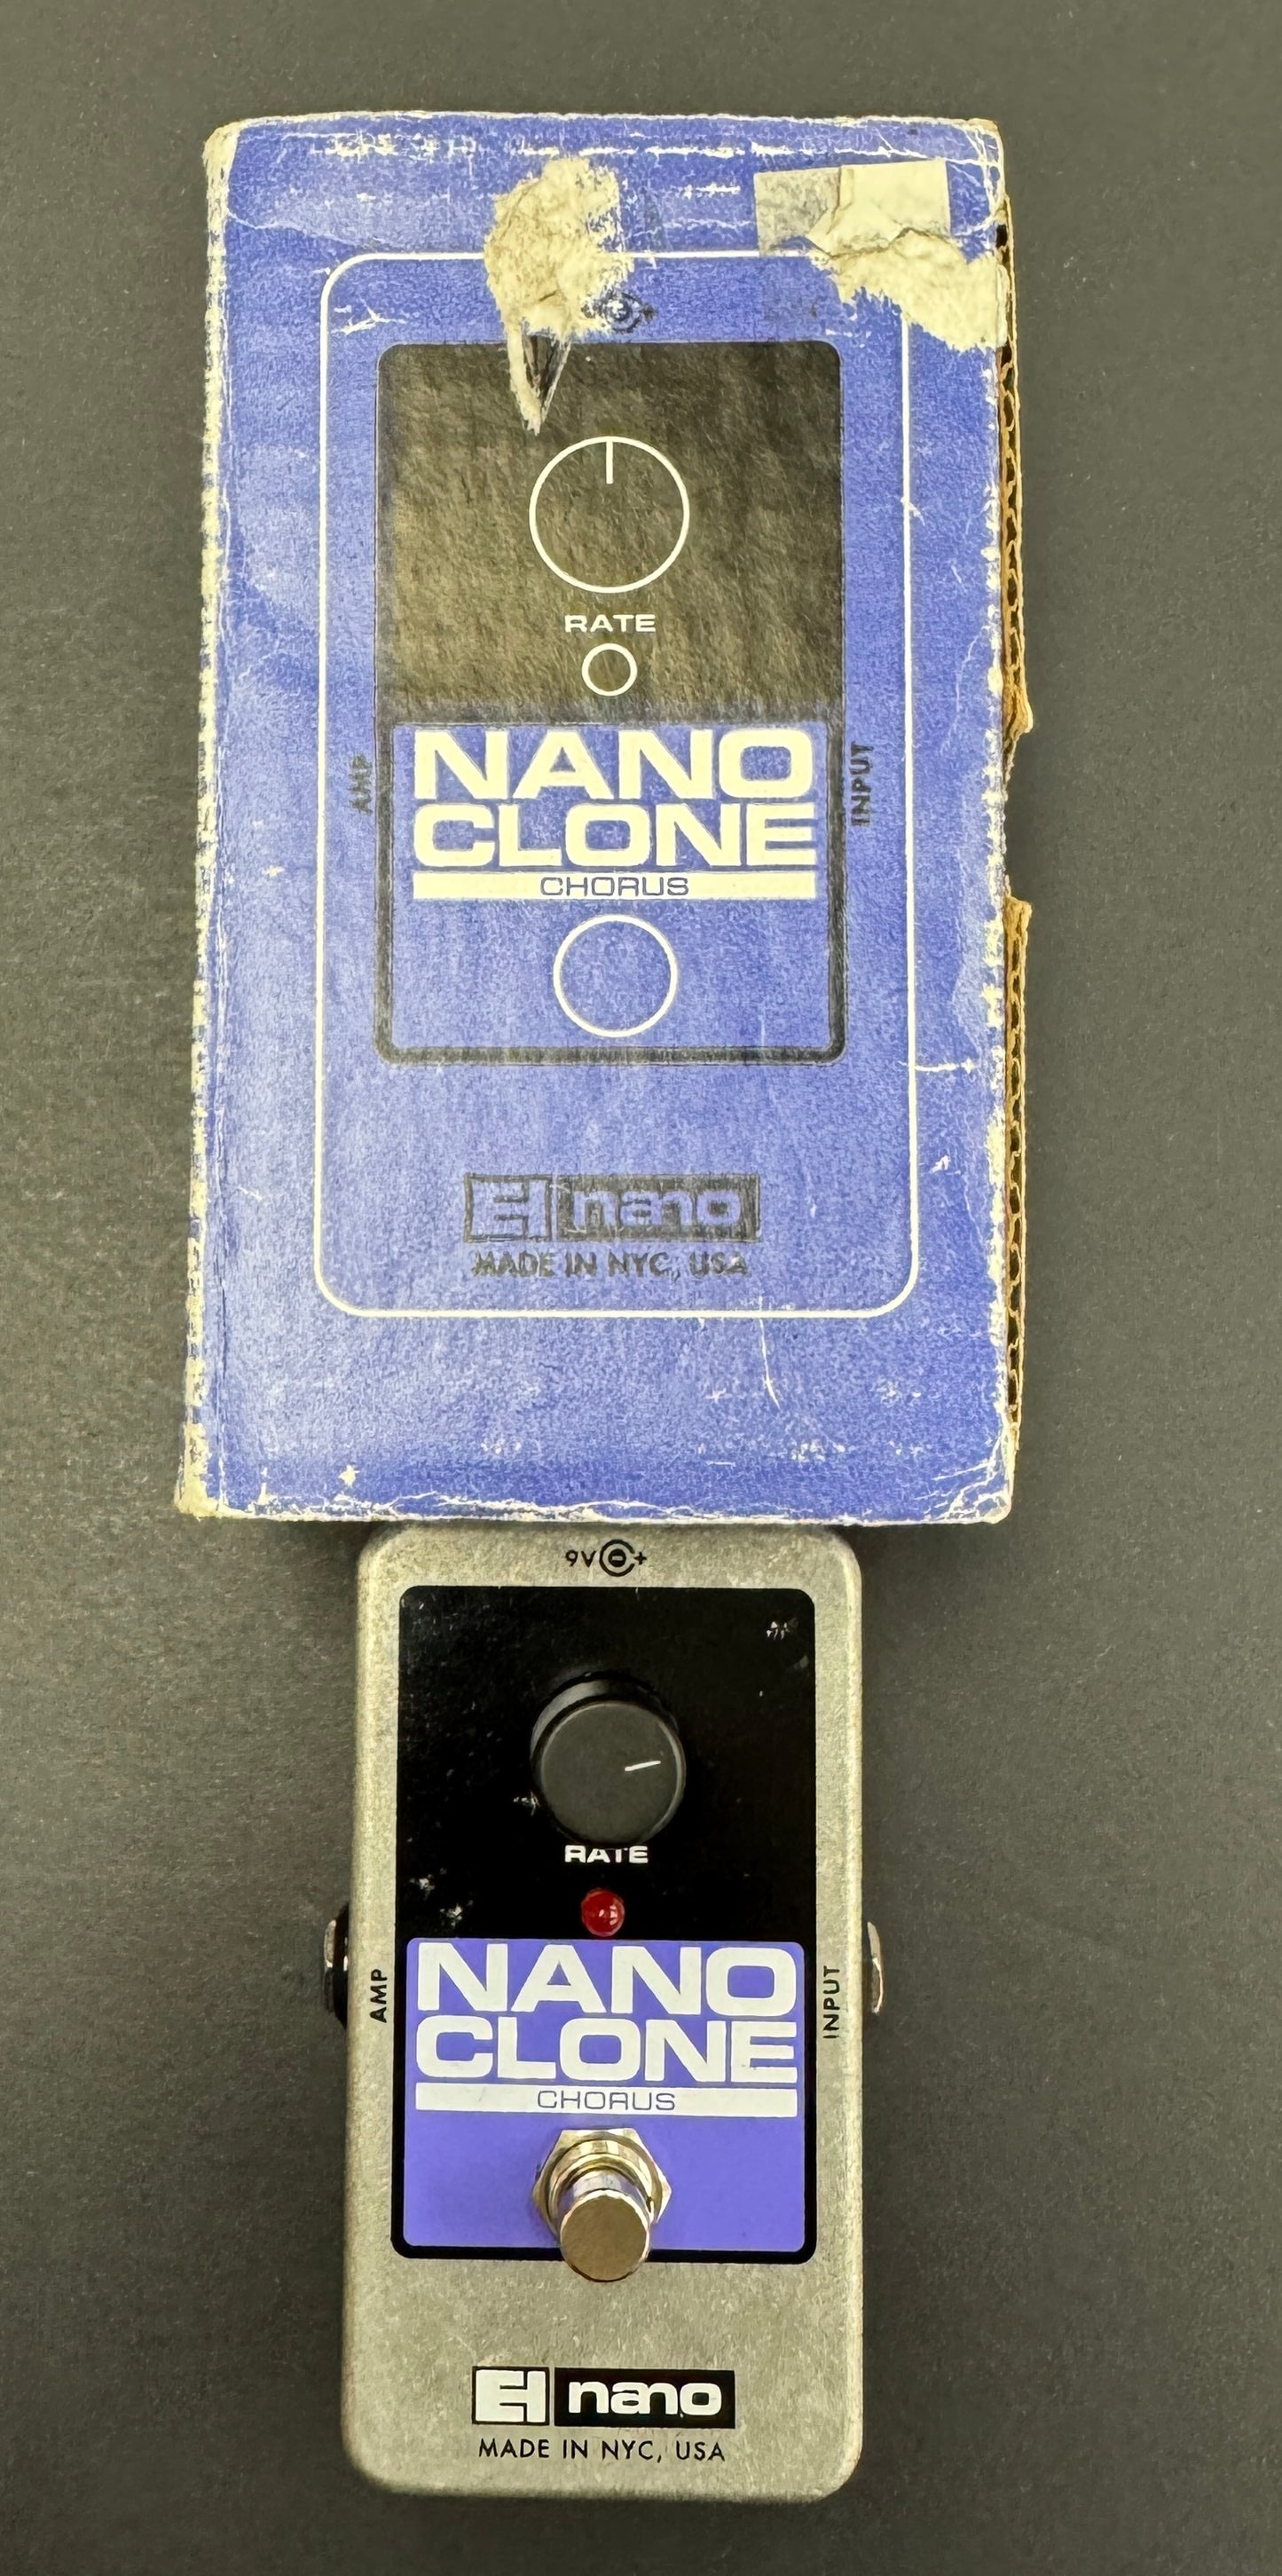 RATE
NANO
CLONE
CHORUS
AMP
INPUT
EH nano
MADE IN NYC, USA
9V +
RATE
NANO
CLONE
CHORUS
AMP
INPUT
EH nano
MADE IN NYC, USA